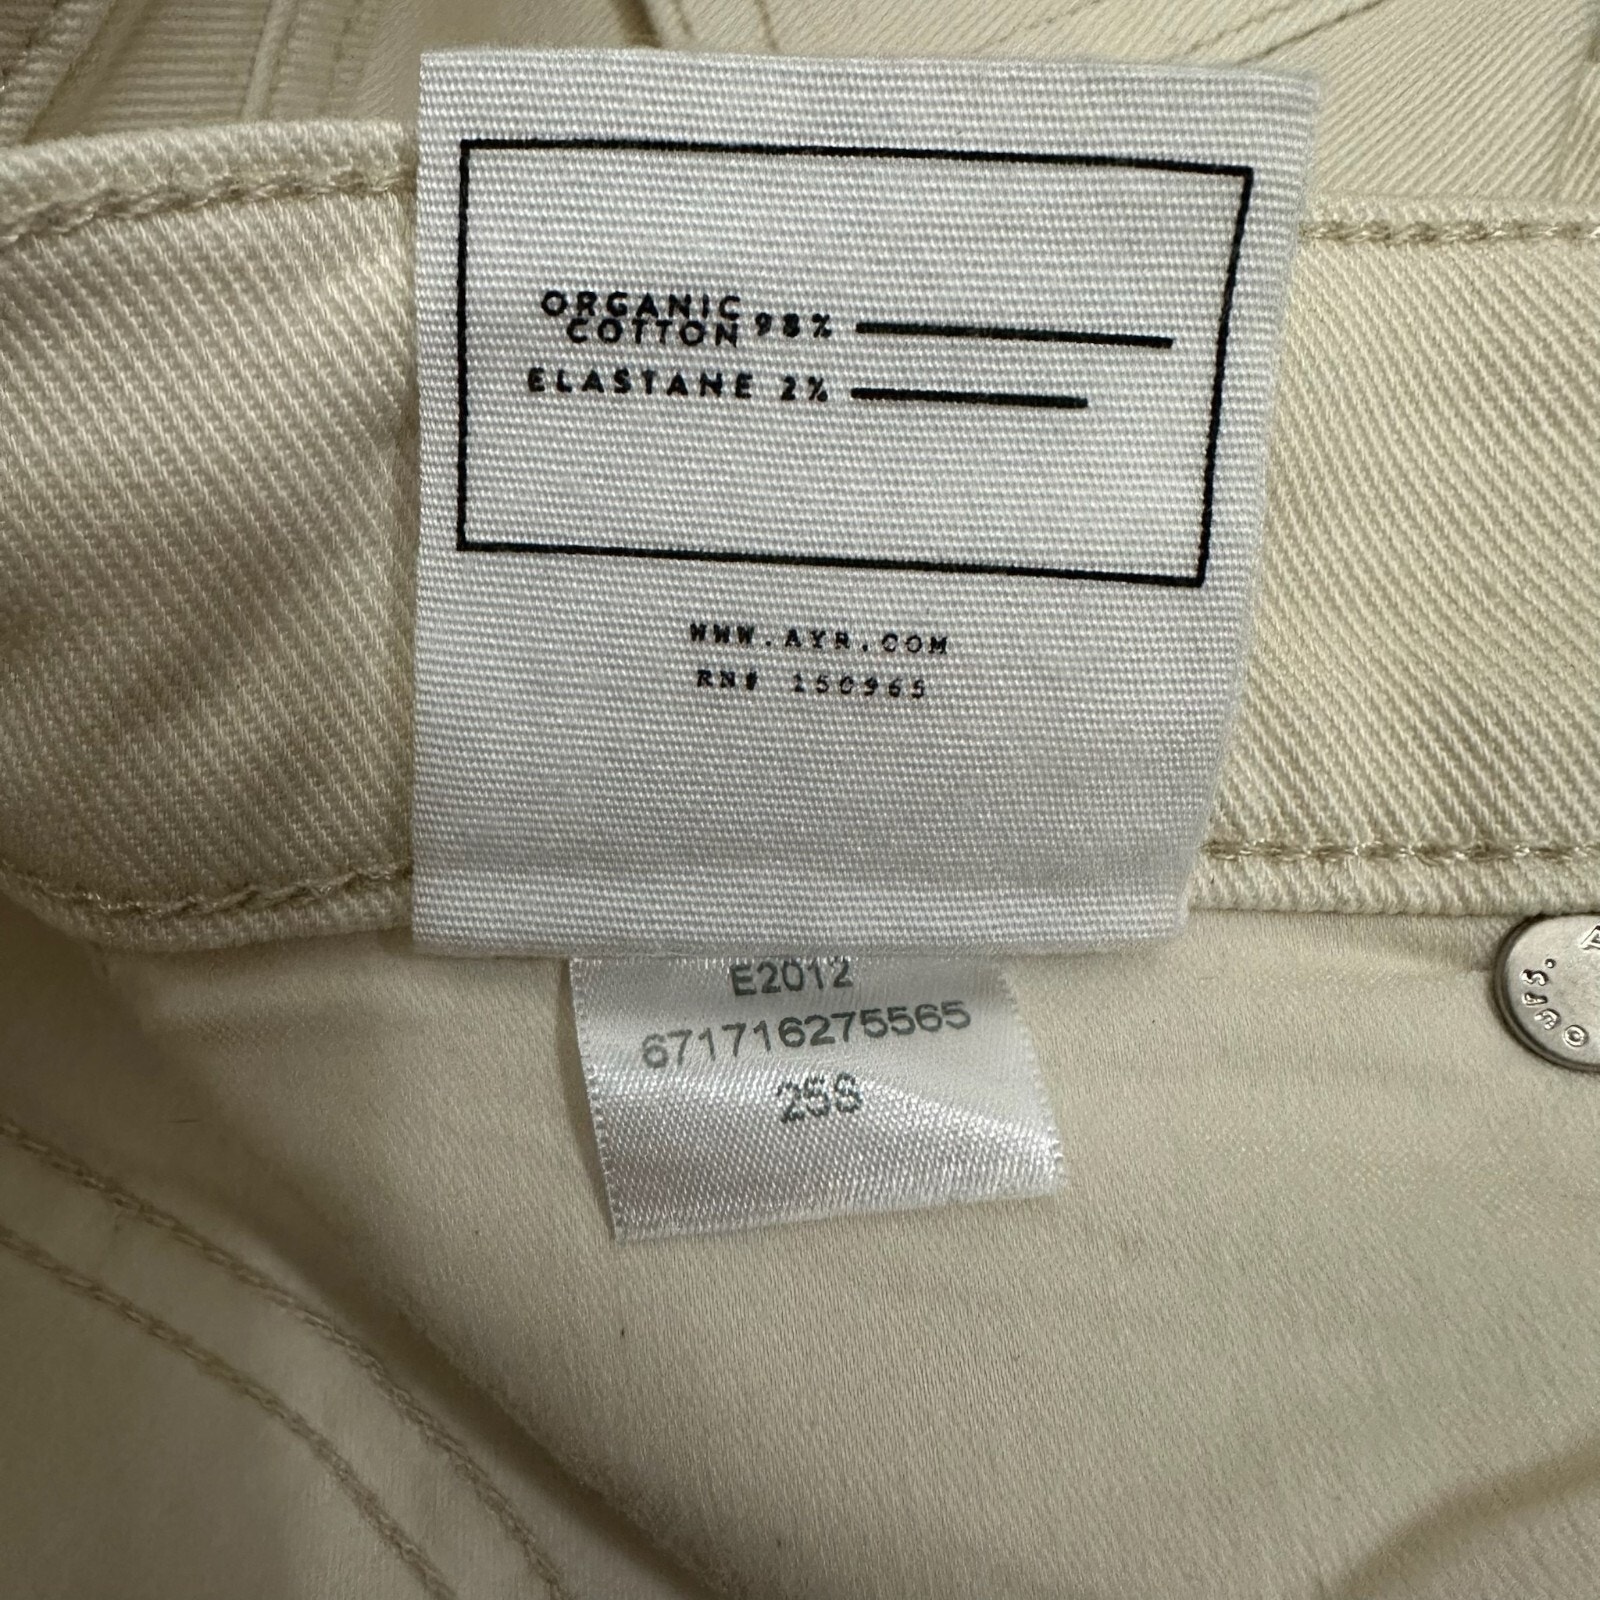 ORGANIC
COTTON 98%
ELASTANE 2%
WWW.AYR.COM
RN# 150965
E2012
671716275565
25S